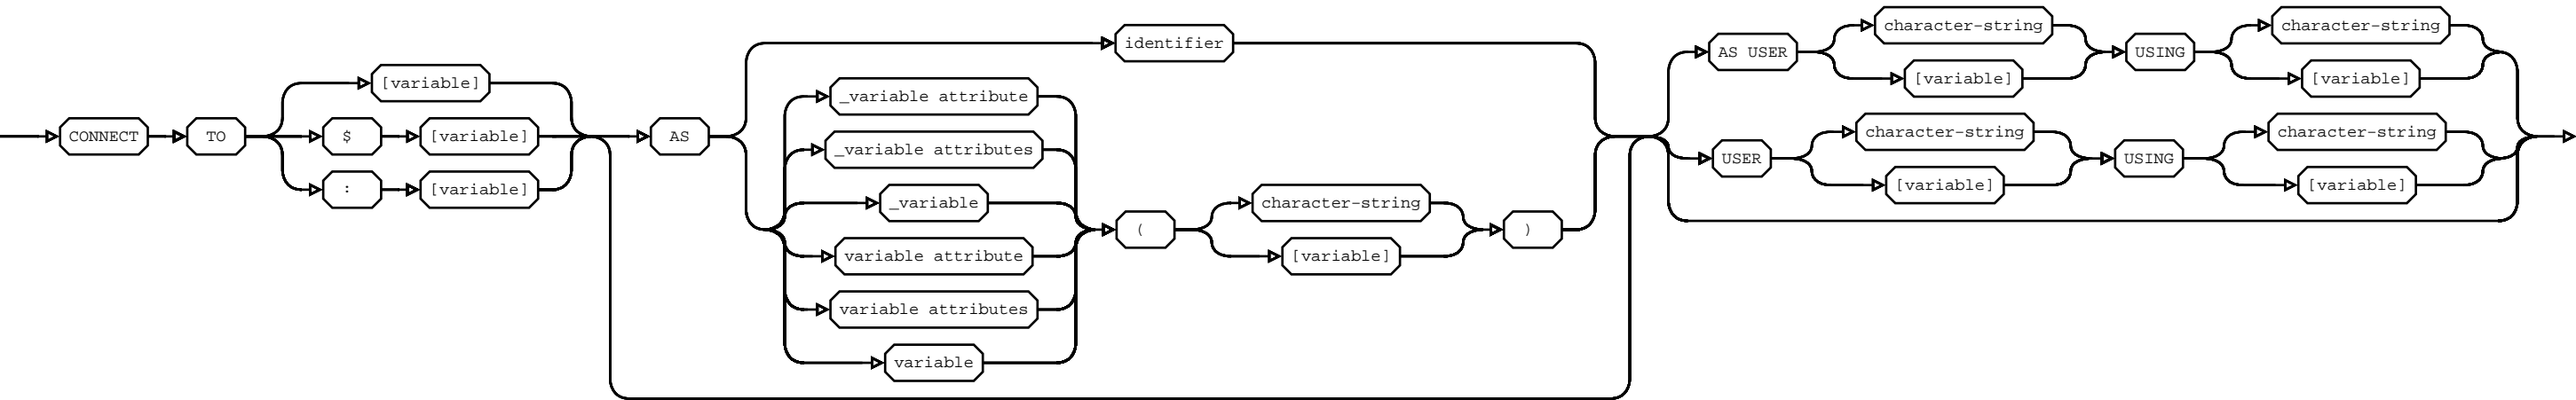 CONNECT
TO
[variable]
$
[variable]
:
[variable]
AS
identifier
_variable attribute
_variable attributes
_variable
variable attribute
variable attributes
variable
(
character-string
[variable]
)
AS USER
character-string
[variable]
USING
character-string
[variable]
USER
character-string
[variable]
USING
character-string
[variable]